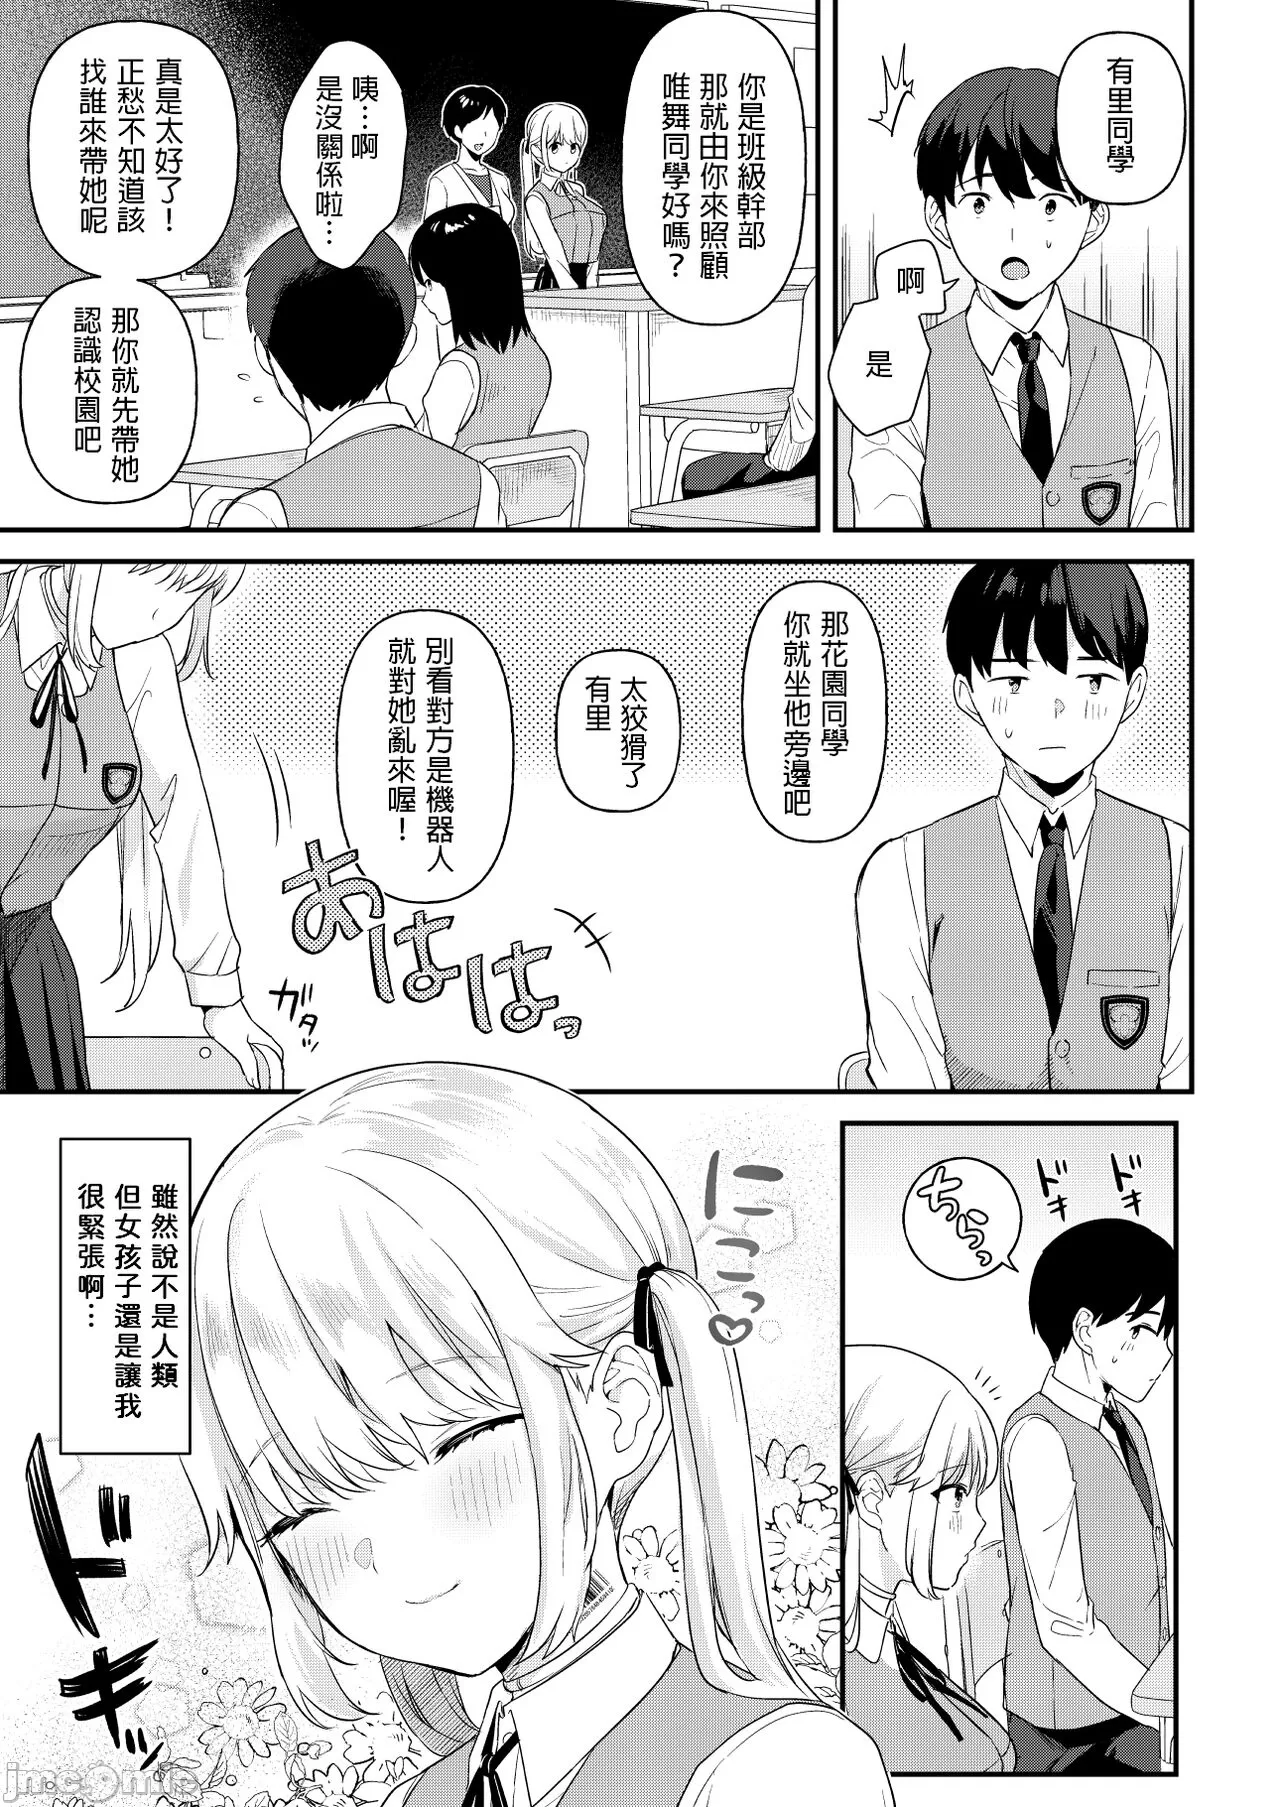 有里同學
啊
是
你是班級幹部
那就由你來照顧
唯舞同學好嗎？
咦…啊
是沒關係啦…
真是太好了！
正愁不知道該
找誰來帶她呢
那你就先帶她
認識校園吧
那花園同學
你就坐他旁邊吧
太狡猾了
有里
別看對方是機器人
就對她亂來喔！
あはははっ
ガタッ
ドキ
ドキ
ちらっ
にこっ♡
雖然說不是人類
但女孩子還是讓我
很緊張啊…
ドキ
jmcomic